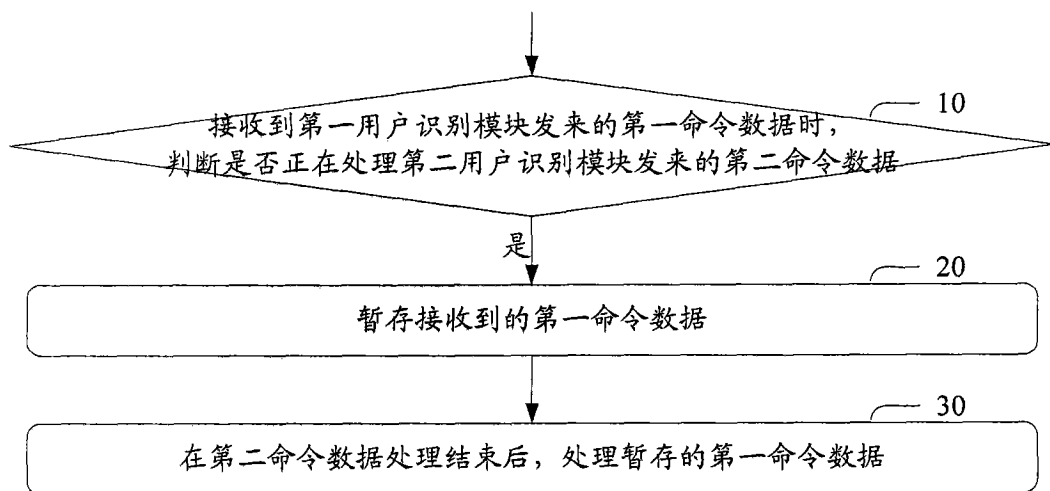 10
接收到第一用户识别模块发来的第一命令数据时，
判断是否正在处理第二用户识别模块发来的第二命令数据
是
20
暂存接收到的第一命令数据
30
在第二命令数据处理结束后，处理暂存的第一命令数据